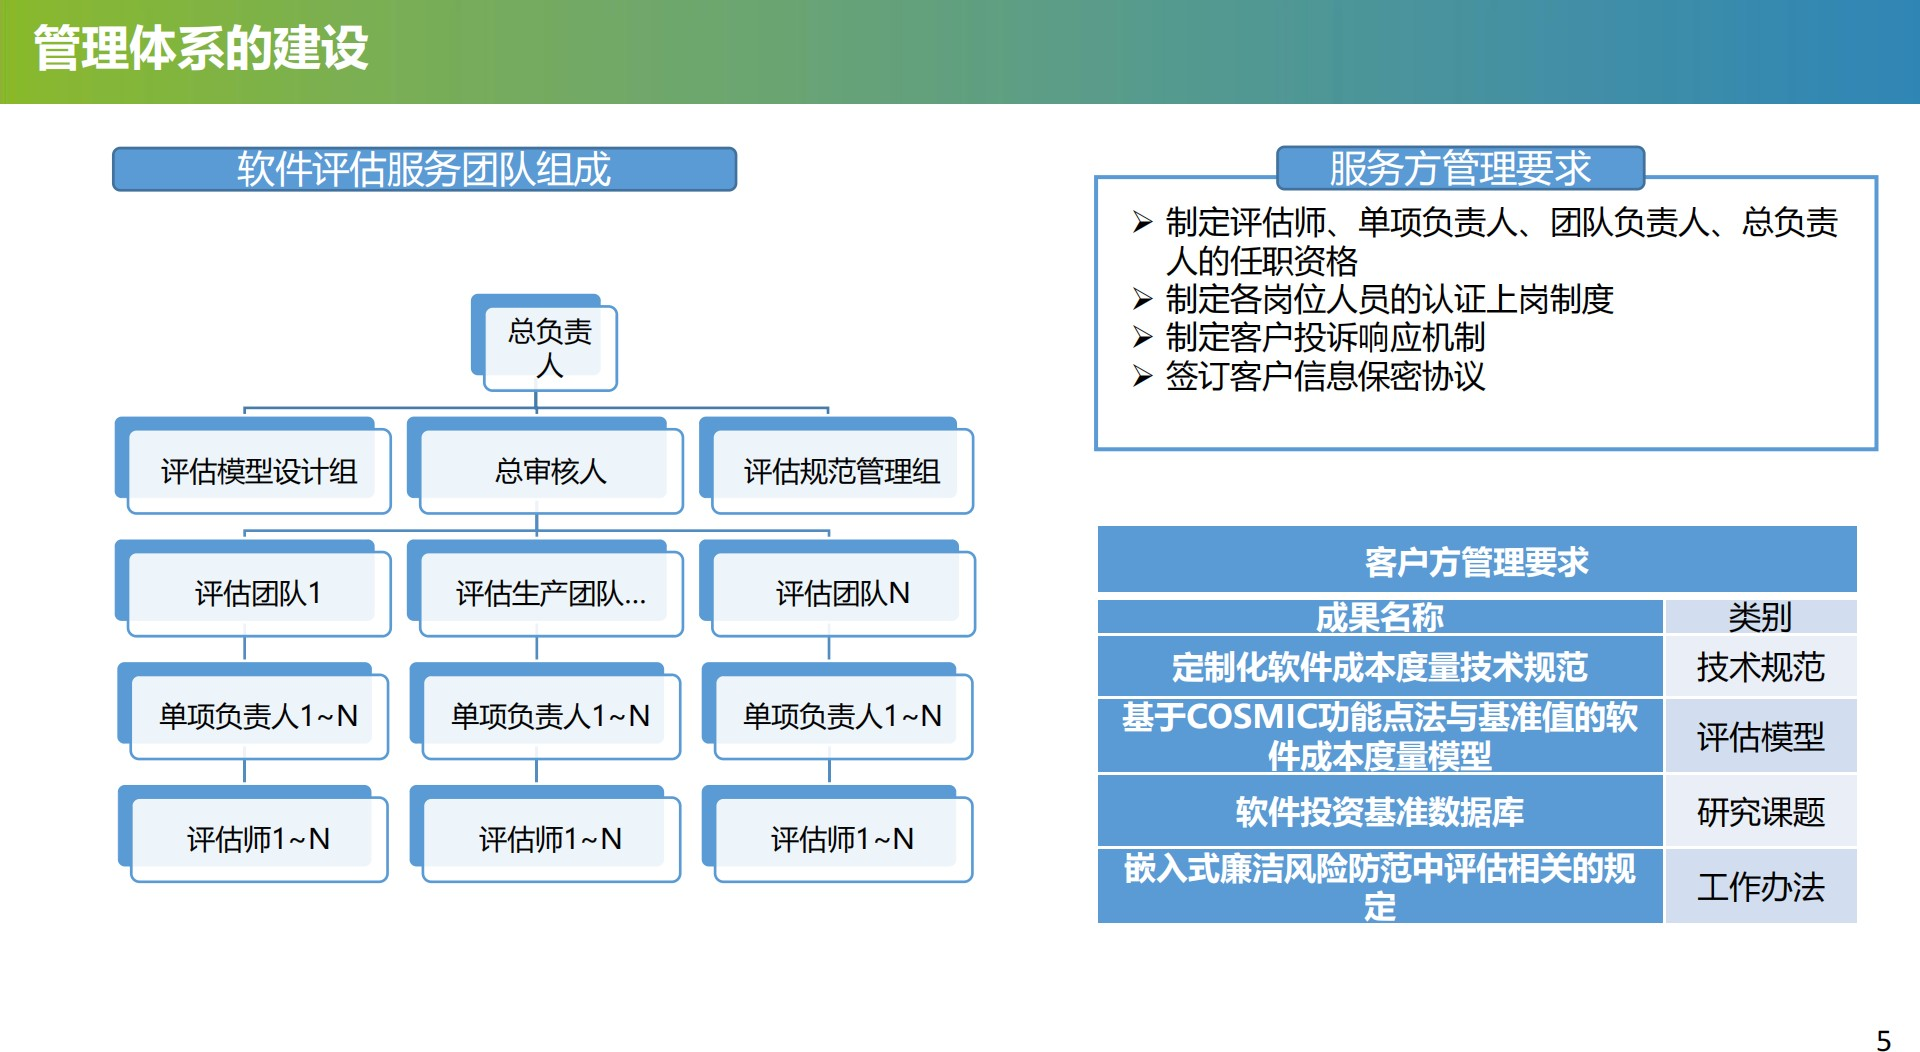 管理体系的建设
软件评估服务团队组成
总负责
人
评估模型设计组
总审核人
评估规范管理组
评估团队1
评估生产团队...
评估团队N
单项负责人1~N
单项负责人1~N
单项负责人1~N
评估师1~N
评估师1~N
评估师1~N
服务方管理要求
➢ 制定评估师、单项负责人、团队负责人、总负责
人的任职资格
➢ 制定各岗位人员的认证上岗制度
➢ 制定客户投诉响应机制
➢ 签订客户信息保密协议
客户方管理要求
成果名称 类别
定制化软件成本度量技术规范 技术规范
基于COSMIC功能点法与基准值的软
件成本度量模型 评估模型
软件投资基准数据库 研究课题
嵌入式廉洁风险防范中评估相关的规
定 工作办法
5